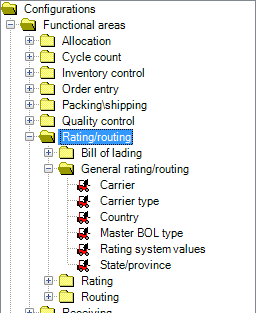 Configurations
Functional areas
Allocation
Cycle count
Inventory control
Order entry
Packing\shipping
Quality control
Rating/routing
Bill of lading
General rating/routing
Carrier
Carrier type
Country
Master BOL type
Rating system values
State/province
Rating
Routing
Receiving